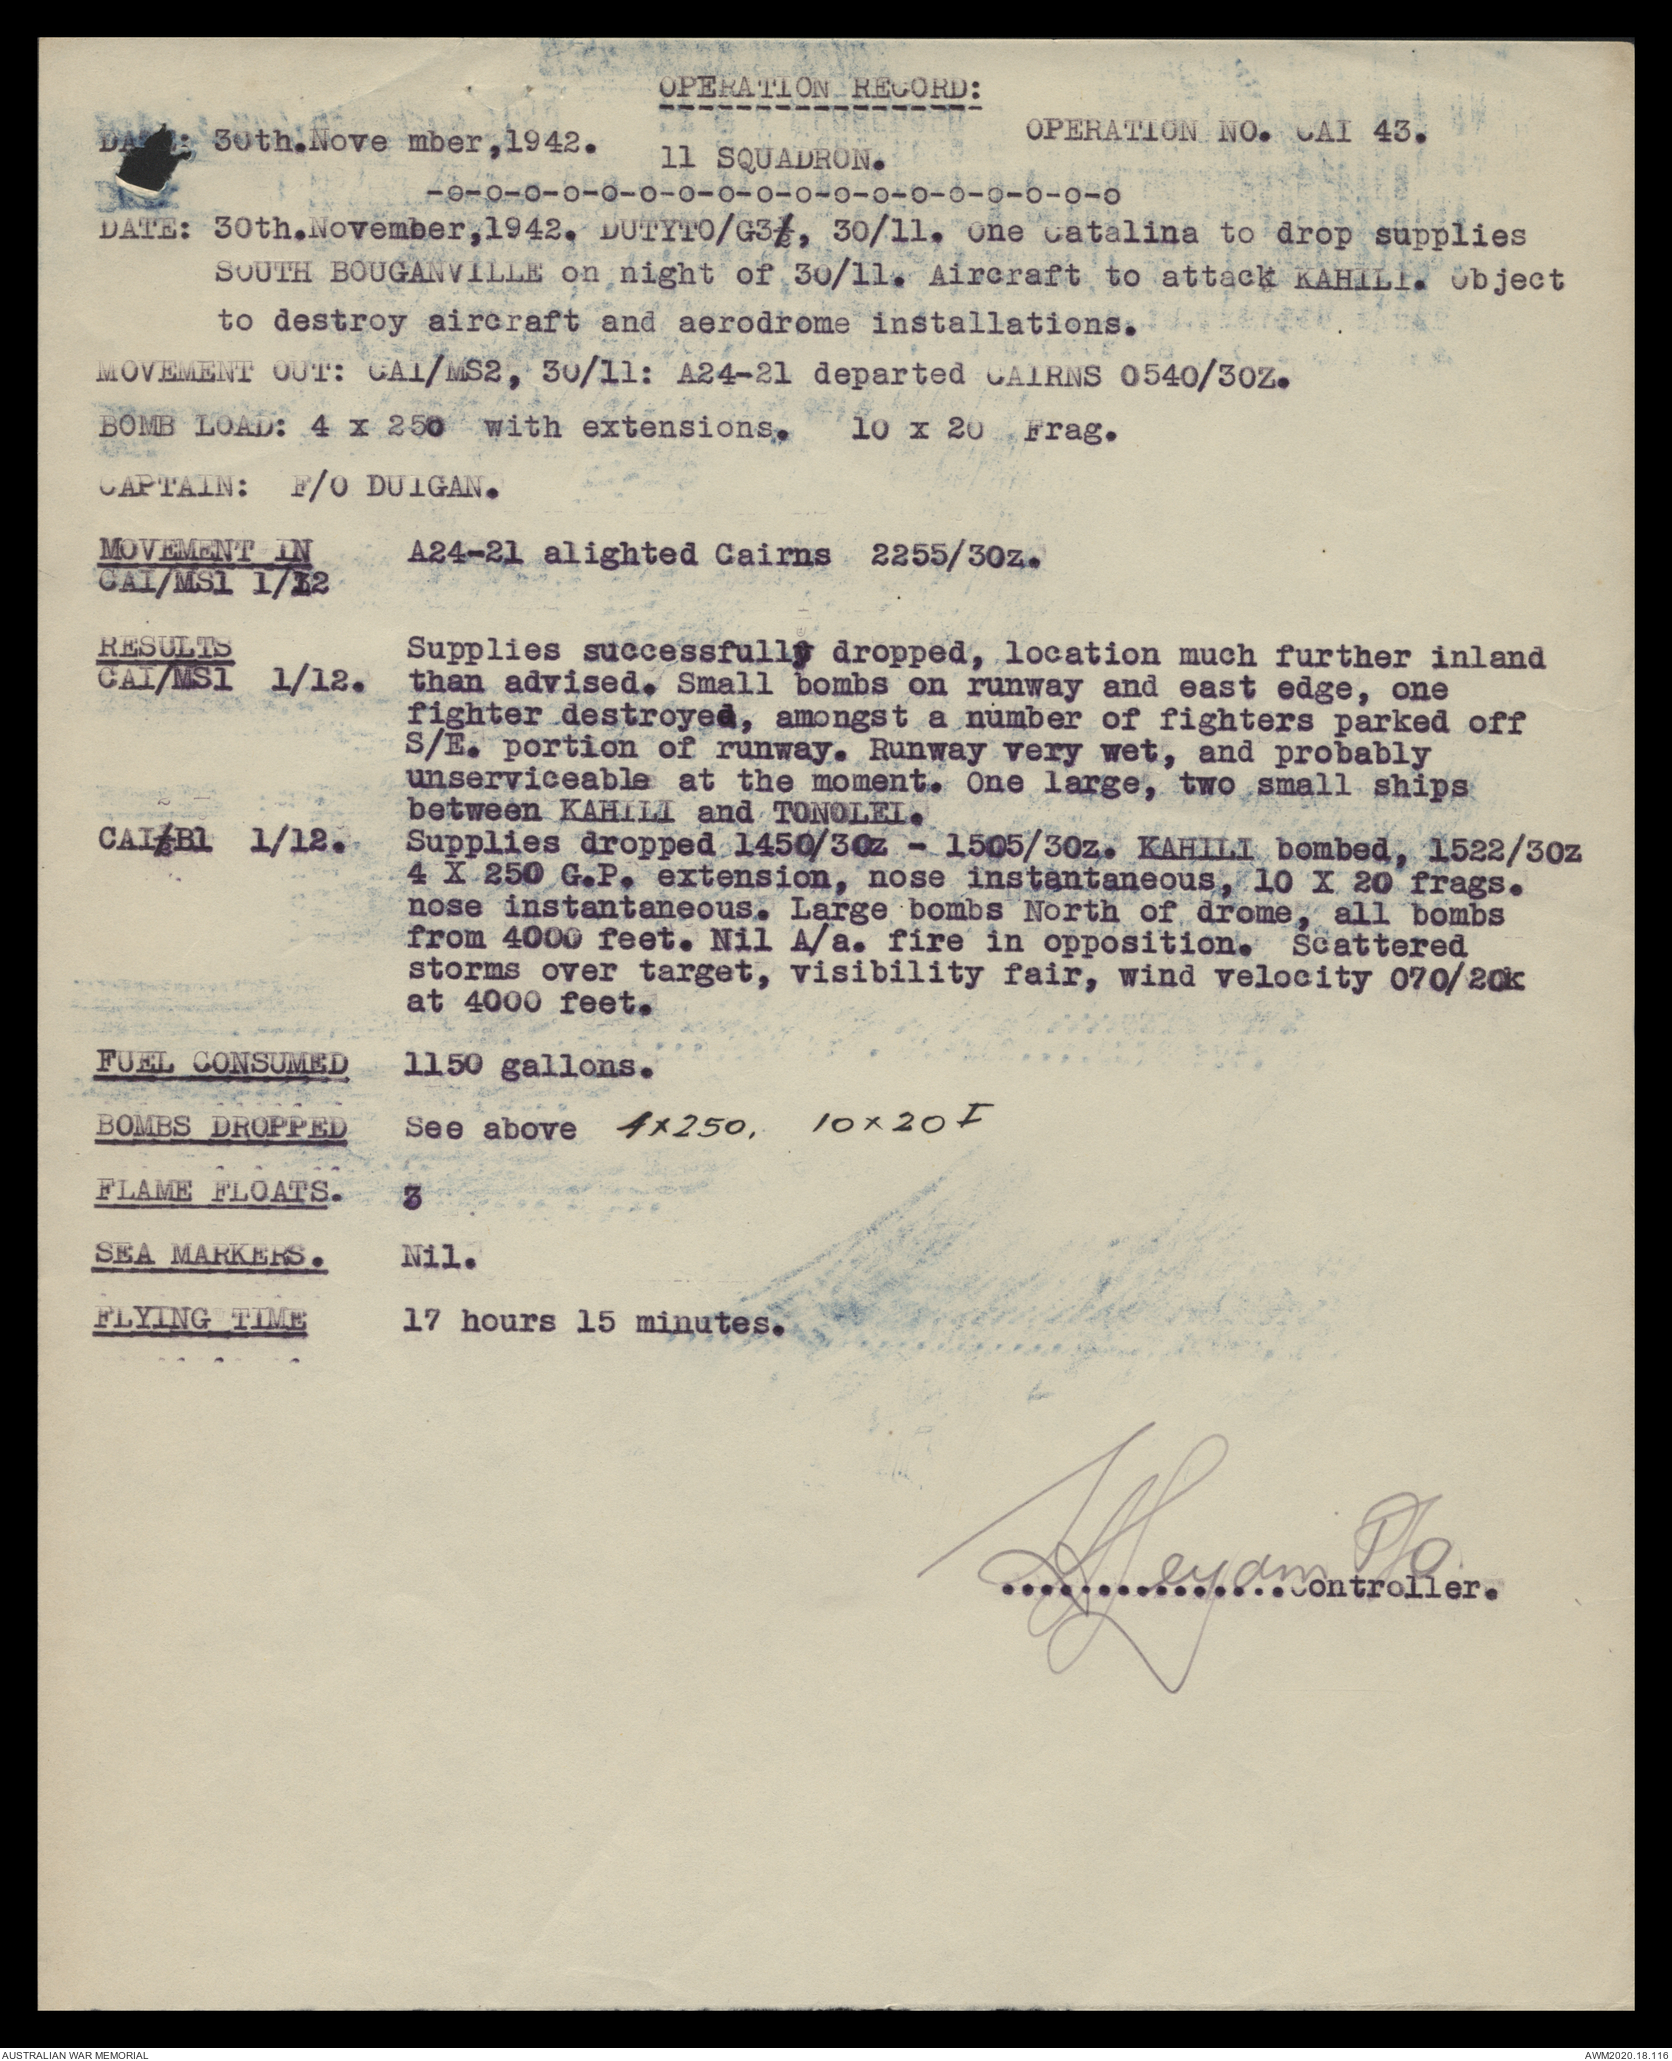 OPERATION RECORD:
DATE: 30th.Nove mber,1942.
OPERATION NO. CAI 43.
11 SQUADRON.
-o-o-o-o-o-o-o-o-o-o-o-o-o-o-o-o-o-o
DATE: 30th.November,1942. DUTYTO/G3, 30/11. One Catalina to drop supplies
SOUTH BOUGANVILLE on night of 30/11. Aircraft to attack KAHILI. Object
to destroy aircraft and aerodrome installations.
MOVEMENT OUT: CAI/MS2, 30/11: A24-21 departed CAIRNS 0540/30Z.
BOMB LOAD: 4 x 250 with extensions. 10 x 20 Frag.
CAPTAIN: F/O DUIGAN.
MOVEMENT IN A24-21 alighted Cairns 2255/30z.
CAI/MS1 1/12
RESULTS Supplies successfully dropped, location much further inland
CAI/MS1 1/12. than advised. Small bombs on runway and east edge, one
fighter destroyed, amongst a number of fighters parked off
S/E. portion of runway. Runway very wet, and probably
unserviceable at the moment. One large, two small ships
between KAHILI and TONOLEI.
CAI/B1 1/12. Supplies dropped 1450/30z - 1505/30z. KAHILI bombed, 1522/30z
4 X 250 G.P. extension, nose instantaneous, 10 X 20 frags.
nose instantaneous. Large bombs North of drome, all bombs
from 4000 feet. Nil A/a. fire in opposition. Scattered
storms over target, visibility fair, wind velocity 070/20k
at 4000 feet.
FUEL CONSUMED 1150 gallons.
BOMBS DROPPED See above 4x250, 10x20 I
FLAME FLOATS. 3
SEA MARKERS. Nil.
FLYING TIME 17 hours 15 minutes.
...............Controller.
AUSTRALIAN WAR MEMORIAL
AWM2020.18.116